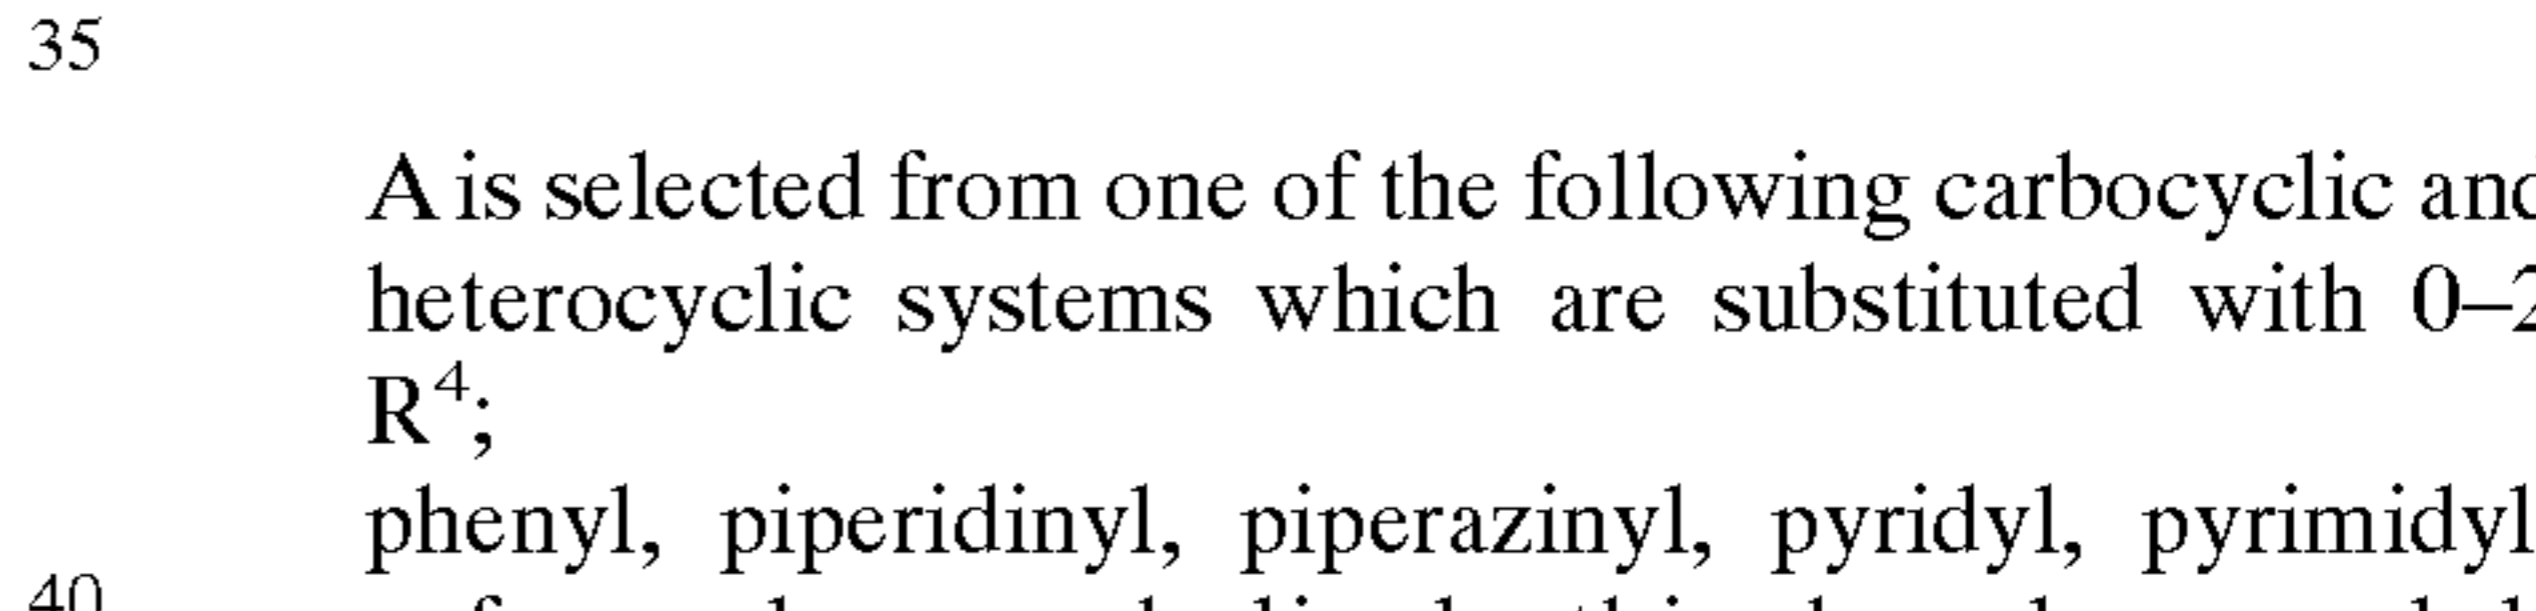 35
A is selected from one of the following carbocyclic and
heterocyclic systems which are substituted with 0–2
R⁴;
phenyl, piperidinyl, piperazinyl, pyridyl, pyrimidyl
40